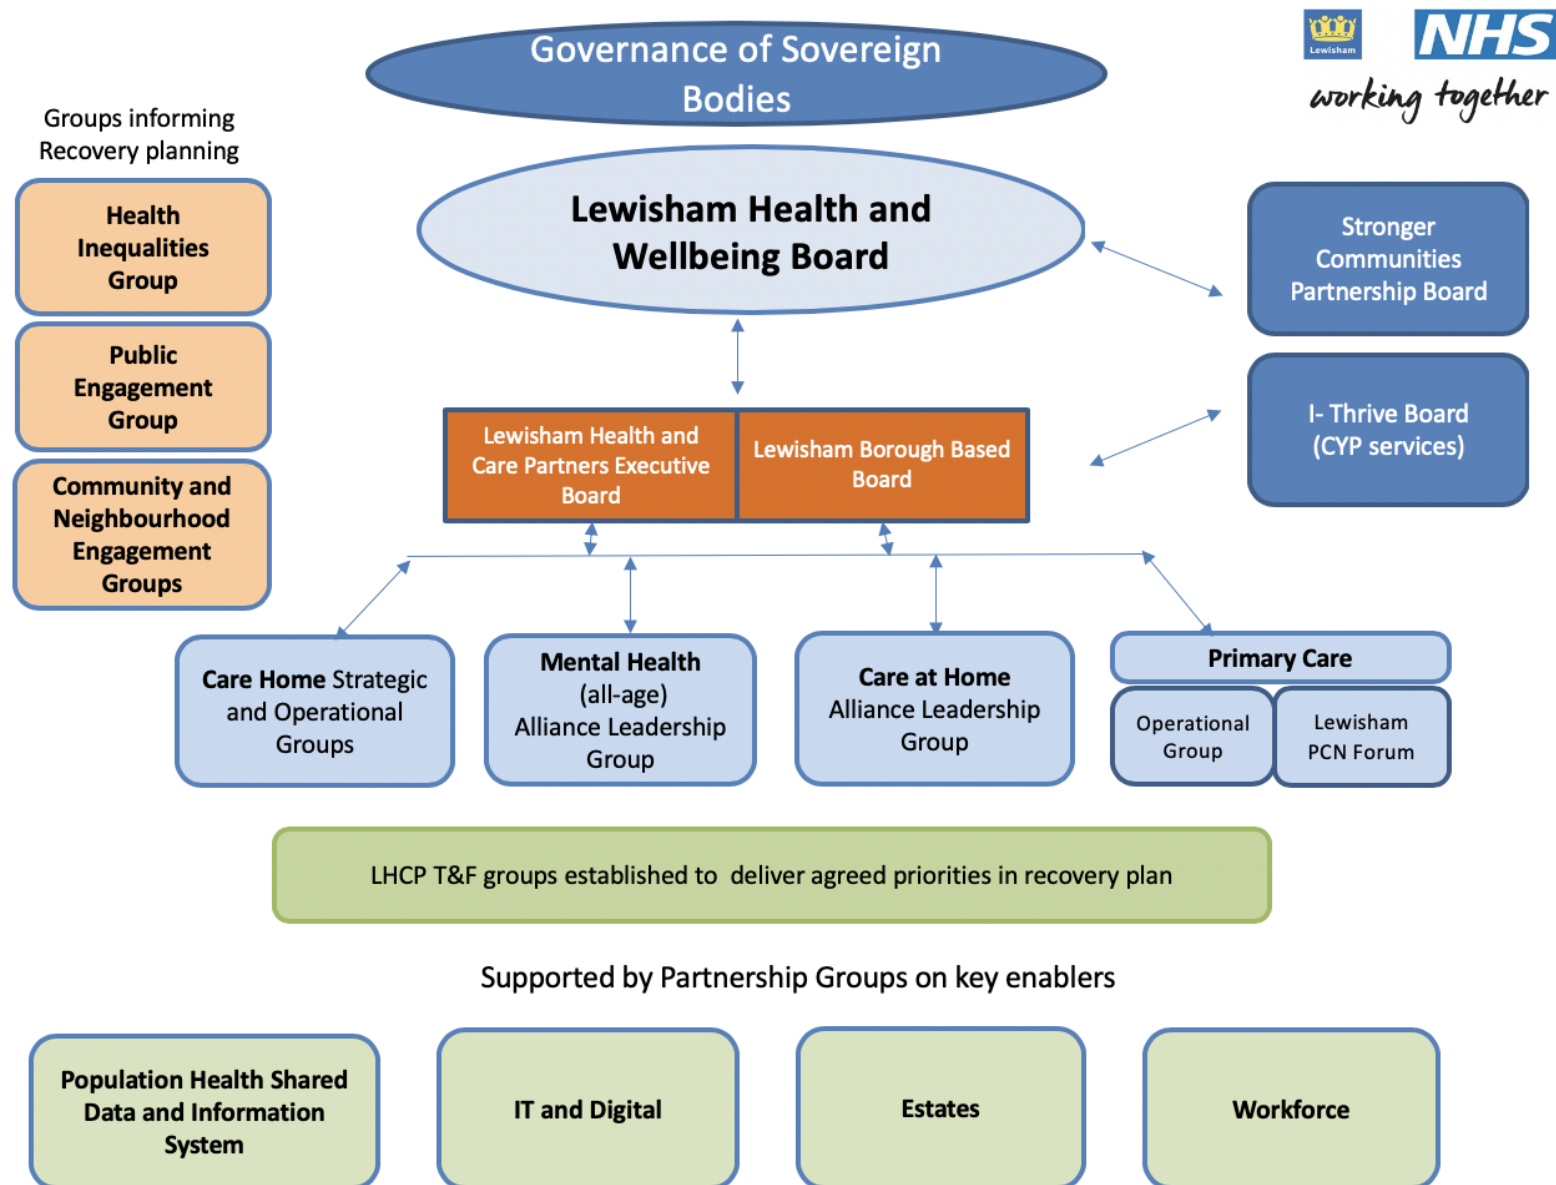 Governance of Sovereign
Bodies
Lewisham
NHS
working together
Groups informing
Recovery planning
Health
Inequalities
Group
Public
Engagement
Group
Community and
Neighbourhood
Engagement
Groups
Lewisham Health and
Wellbeing Board
Stronger
Communities
Partnership Board
I- Thrive Board
(CYP services)
Lewisham Health and
Care Partners Executive
Board
Lewisham Borough Based
Board
Care Home Strategic
and Operational
Groups
Mental Health
(all-age)
Alliance Leadership
Group
Care at Home
Alliance Leadership
Group
Primary Care
Operational
Group
Lewisham
PCN Forum
LHCP T&F groups established to  deliver agreed priorities in recovery plan
Supported by Partnership Groups on key enablers
Population Health Shared
Data and Information
System
IT and Digital
Estates
Workforce